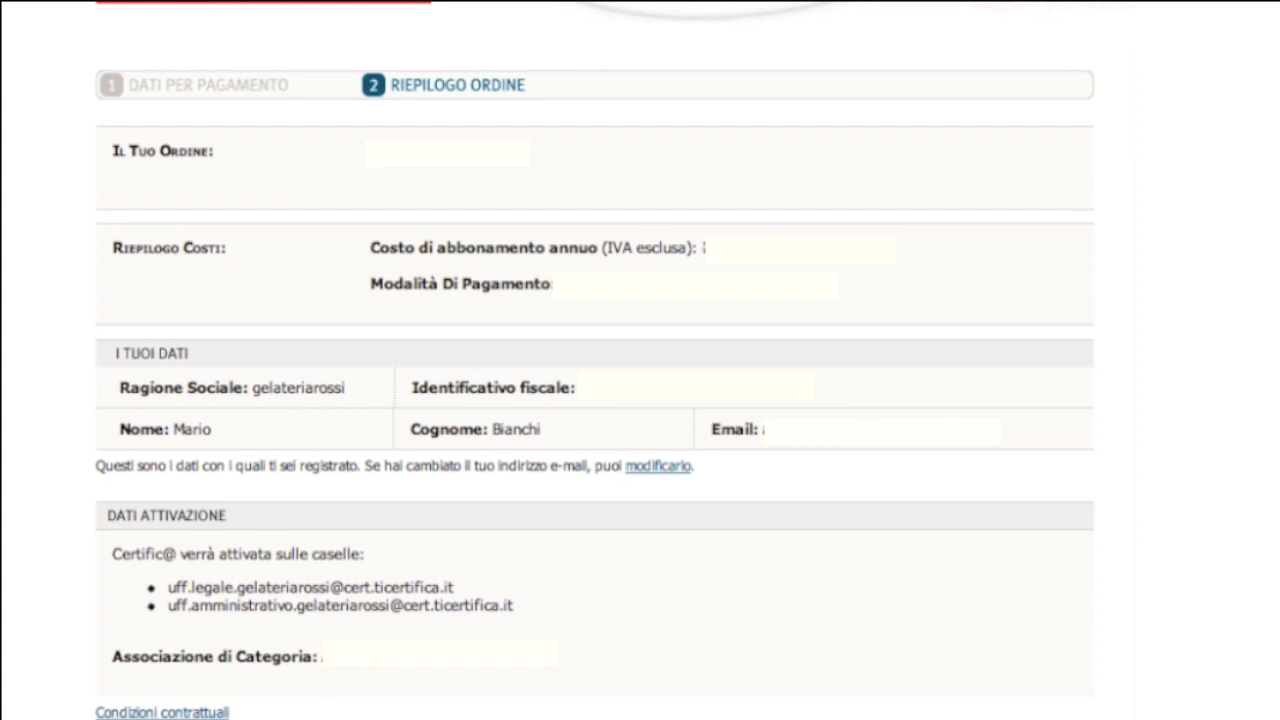 1 DATI PER PAGAMENTO 2 RIEPILOGO ORDINE
IL TUO ORDINE:
RIEPILOGO COSTI: Costo di abbonamento annuo (IVA esclusa):
Modalità Di Pagamento:
I TUOI DATI
Ragione Sociale: gelateriarossi Identificativo fiscale:
Nome: Mario Cognome: Bianchi Email:
Questi sono i dati con i quali ti sei registrato. Se hai cambiato il tuo indirizzo e-mail, puoi modificarlo.
DATI ATTIVAZIONE
Certific@ verrà attivata sulle caselle:
• uff.legale.gelateriarossi@cert.ticertifica.it
• uff.amministrativo.gelateriarossi@cert.ticertifica.it
Associazione di Categoria:
Condizioni contrattuali